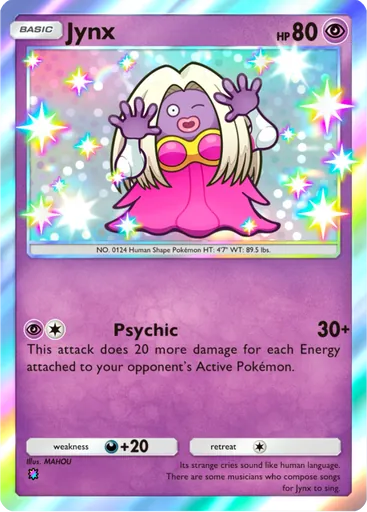 BASIC Jynx HP 80
NO. 0124 Human Shape Pokémon HT: 4'7" WT: 89.5 lbs.
Psychic 30+
This attack does 20 more damage for each Energy
attached to your opponent's Active Pokémon.
weakness +20 retreat
Illus. MAHOU
Its strange cries sound like human language.
There are some musicians who compose songs
for Jynx to sing.